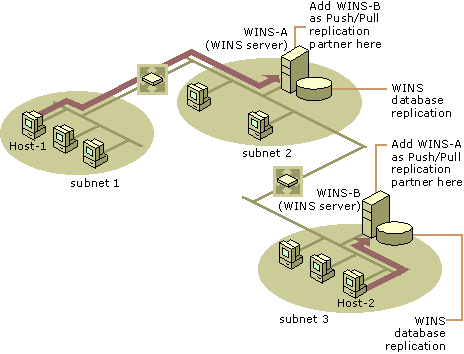 Add WINS-B
as Push/Pull
replication
partner here
WINS-A
(WINS server)
WINS
database
replication
Host-1
subnet 1
subnet 2
Add WINS-A
as Push/Pull
replication
partner here
WINS-B
(WINS server)
Host-2
subnet 3
WINS
database
replication